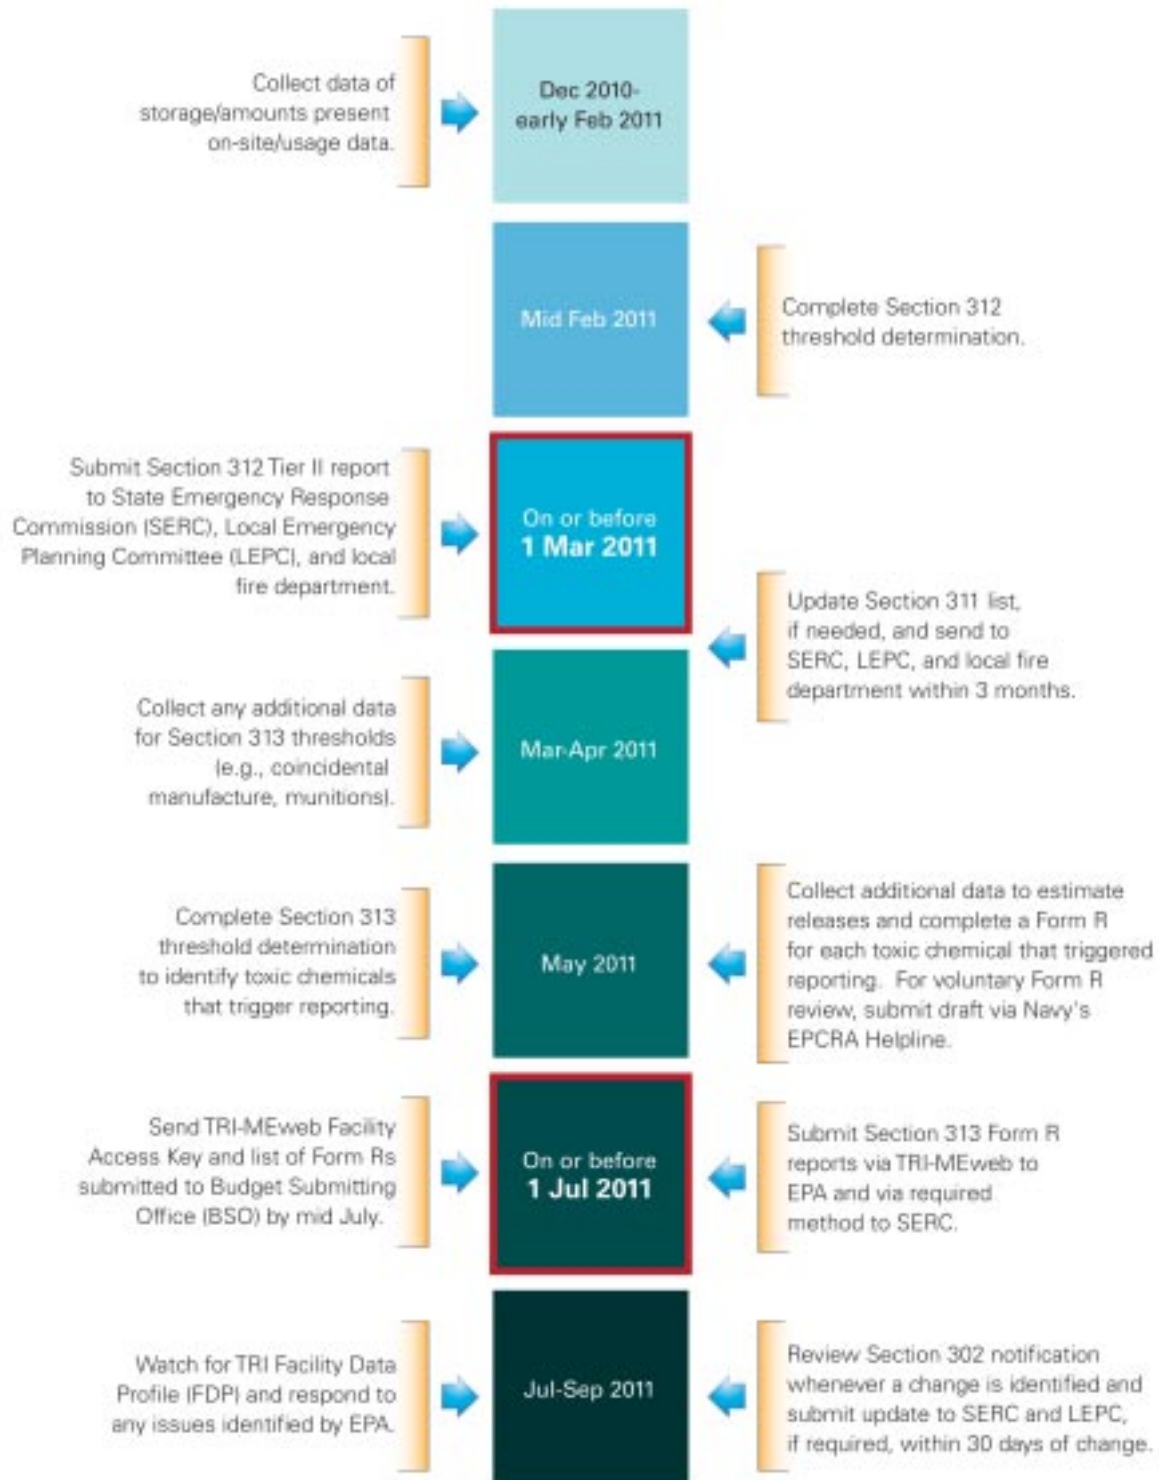 Collect data of
storage/amounts present
on-site/usage data.
Dec 2010-
early Feb 2011
Mid Feb 2011
Complete Section 312
threshold determination.
Submit Section 312 Tier II report
to State Emergency Response
Commission (SERC), Local Emergency
Planning Committee (LEPC), and local
fire department.
On or before
1 Mar 2011
Update Section 311 list,
if needed, and send to
SERC, LEPC, and local fire
department within 3 months.
Collect any additional data
for Section 313 thresholds
(e.g., coincidental
manufacture, munitions).
Mar-Apr 2011
Complete Section 313
threshold determination
to identify toxic chemicals
that trigger reporting.
May 2011
Collect additional data to estimate
releases and complete a Form R
for each toxic chemical that triggered
reporting. For voluntary Form R
review, submit draft via Navy's
EPCRA Helpline.
Send TRI-MEweb Facility
Access Key and list of Form Rs
submitted to Budget Submitting
Office (BSO) by mid July.
On or before
1 Jul 2011
Submit Section 313 Form R
reports via TRI-MEweb to
EPA and via required
method to SERC.
Watch for TRI Facility Data
Profile (FDP) and respond to
any issues identified by EPA.
Jul-Sep 2011
Review Section 302 notification
whenever a change is identified and
submit update to SERC and LEPC,
if required, within 30 days of change.